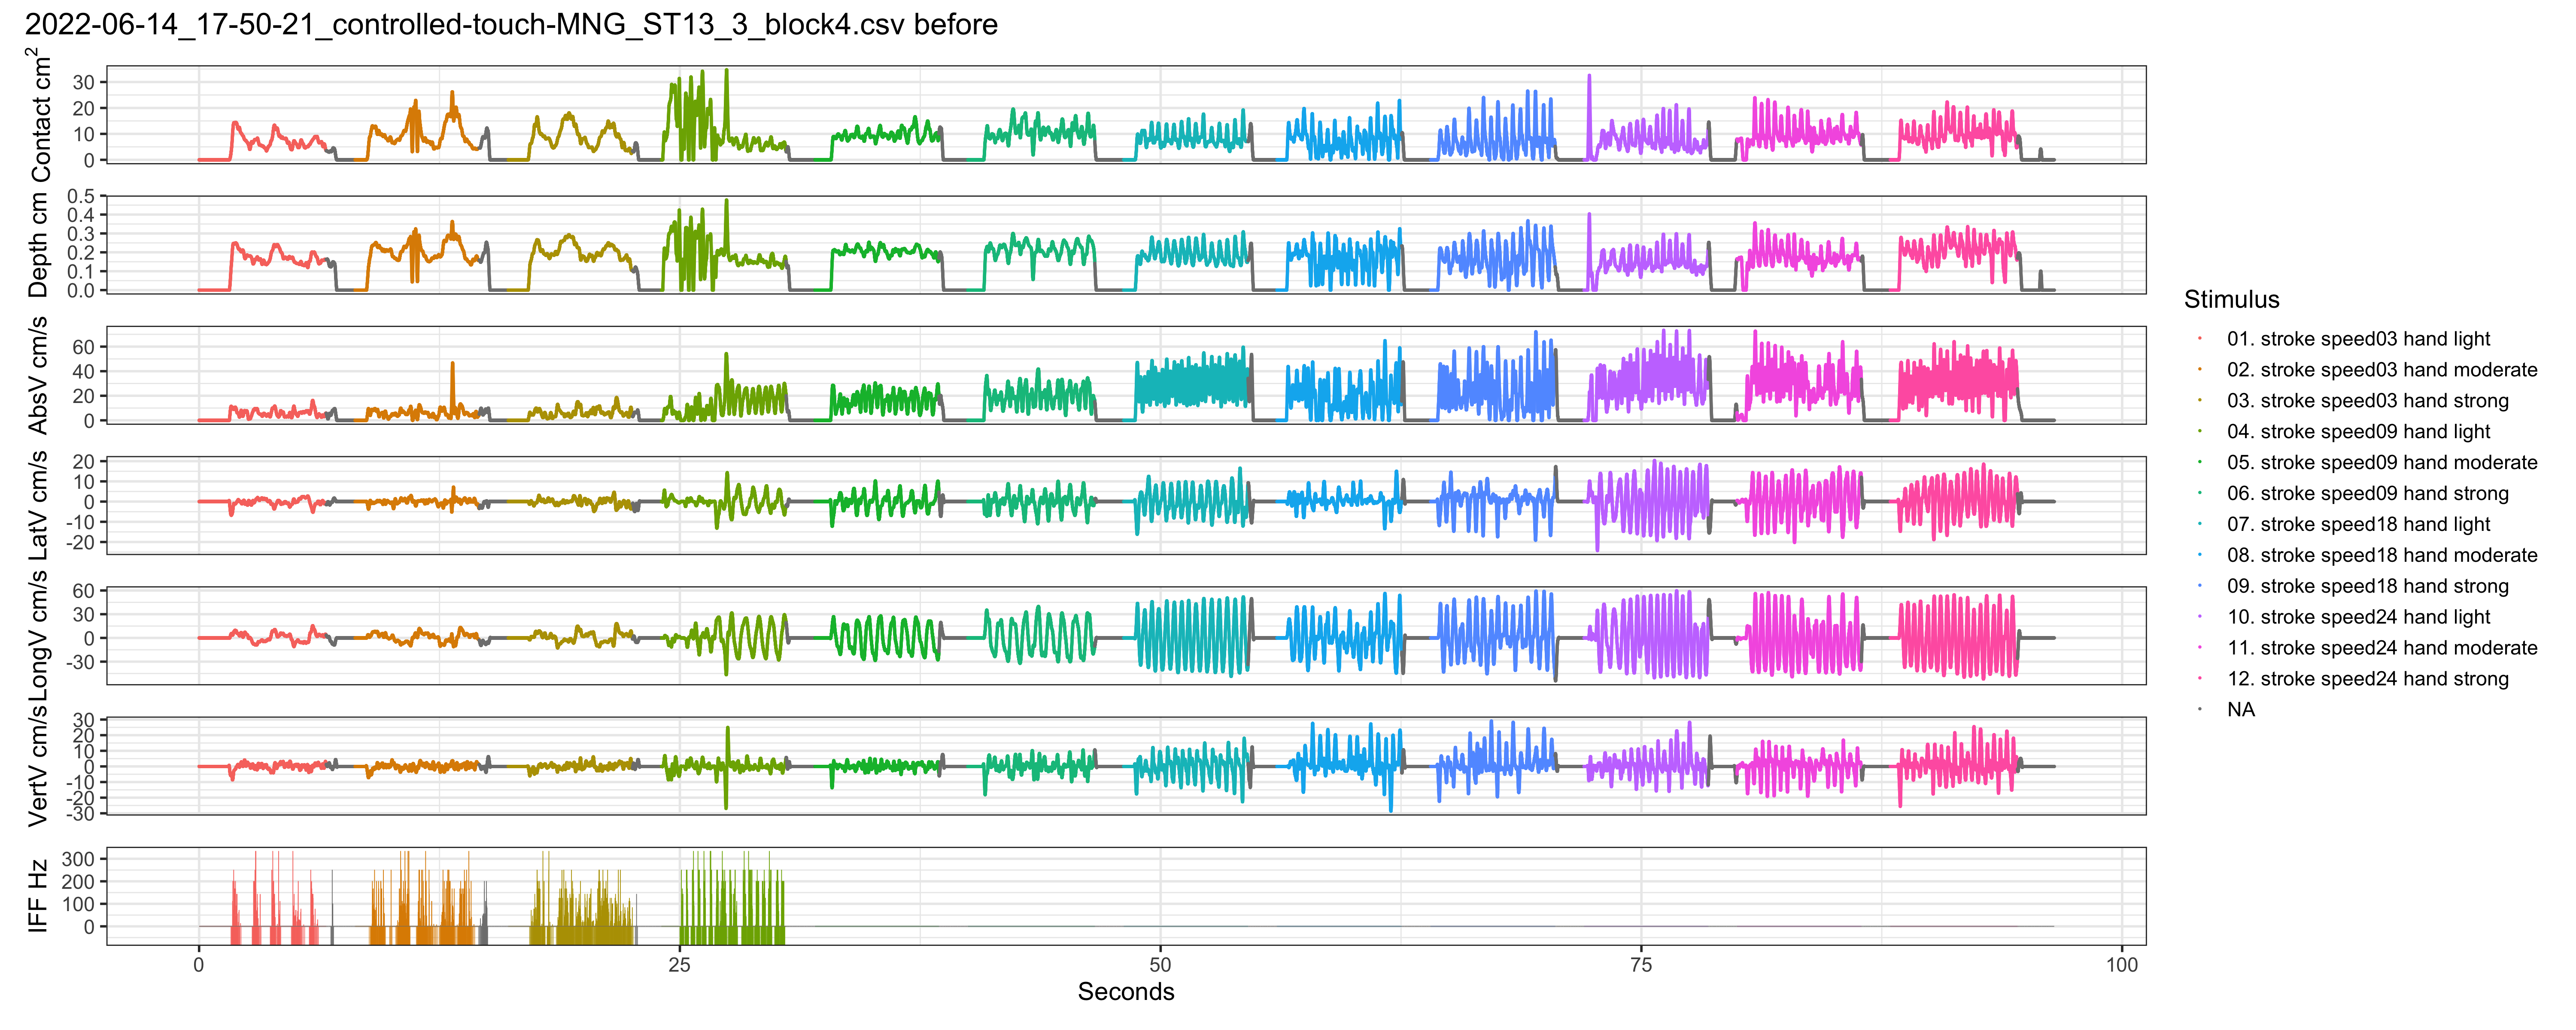 2022-06-14_17-50-21_controlled-touch-MNG_ST13_3_block4.csv before
Contact cm²
30
20
10
0
Depth cm
0.5
0.4
0.3
0.2
0.1
0.0
AbsV cm/s
60
40
20
0
LatV cm/s
20
10
0
-10
-20
LongV cm/s
60
30
0
-30
VertV cm/s
30
20
10
0
-10
-20
-30
IFF Hz
300
200
100
0
0 25 50 75 100
Seconds
Stimulus
01. stroke speed03 hand light
02. stroke speed03 hand moderate
03. stroke speed03 hand strong
04. stroke speed09 hand light
05. stroke speed09 hand moderate
06. stroke speed09 hand strong
07. stroke speed18 hand light
08. stroke speed18 hand moderate
09. stroke speed18 hand strong
10. stroke speed24 hand light
11. stroke speed24 hand moderate
12. stroke speed24 hand strong
NA